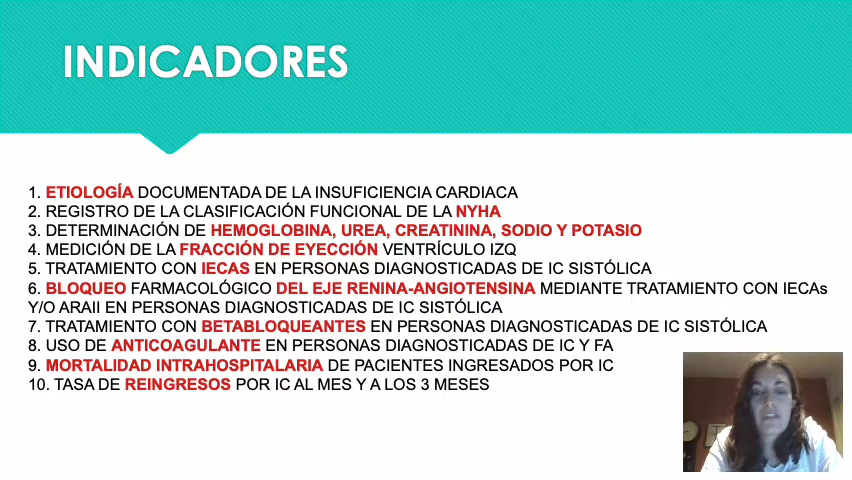 INDICADORES
1. ETIOLOGÍA DOCUMENTADA DE LA INSUFICIENCIA CARDIACA
2. REGISTRO DE LA CLASIFICACIÓN FUNCIONAL DE LA NYHA
3. DETERMINACIÓN DE HEMOGLOBINA, UREA, CREATININA, SODIO Y POTASIO
4. MEDICIÓN DE LA FRACCIÓN DE EYECCIÓN VENTRÍCULO IZQ
5. TRATAMIENTO CON IECAS EN PERSONAS DIAGNOSTICADAS DE IC SISTÓLICA
6. BLOQUEO FARMACOLÓGICO DEL EJE RENINA-ANGIOTENSINA MEDIANTE TRATAMIENTO CON IECAs
Y/O ARAII EN PERSONAS DIAGNOSTICADAS DE IC SISTÓLICA
7. TRATAMIENTO CON BETABLOQUEANTES EN PERSONAS DIAGNOSTICADAS DE IC SISTÓLICA
8. USO DE ANTICOAGULANTE EN PERSONAS DIAGNOSTICADAS DE IC Y FA
9. MORTALIDAD INTRAHOSPITALARIA DE PACIENTES INGRESADOS POR IC
10. TASA DE REINGRESOS POR IC AL MES Y A LOS 3 MESES